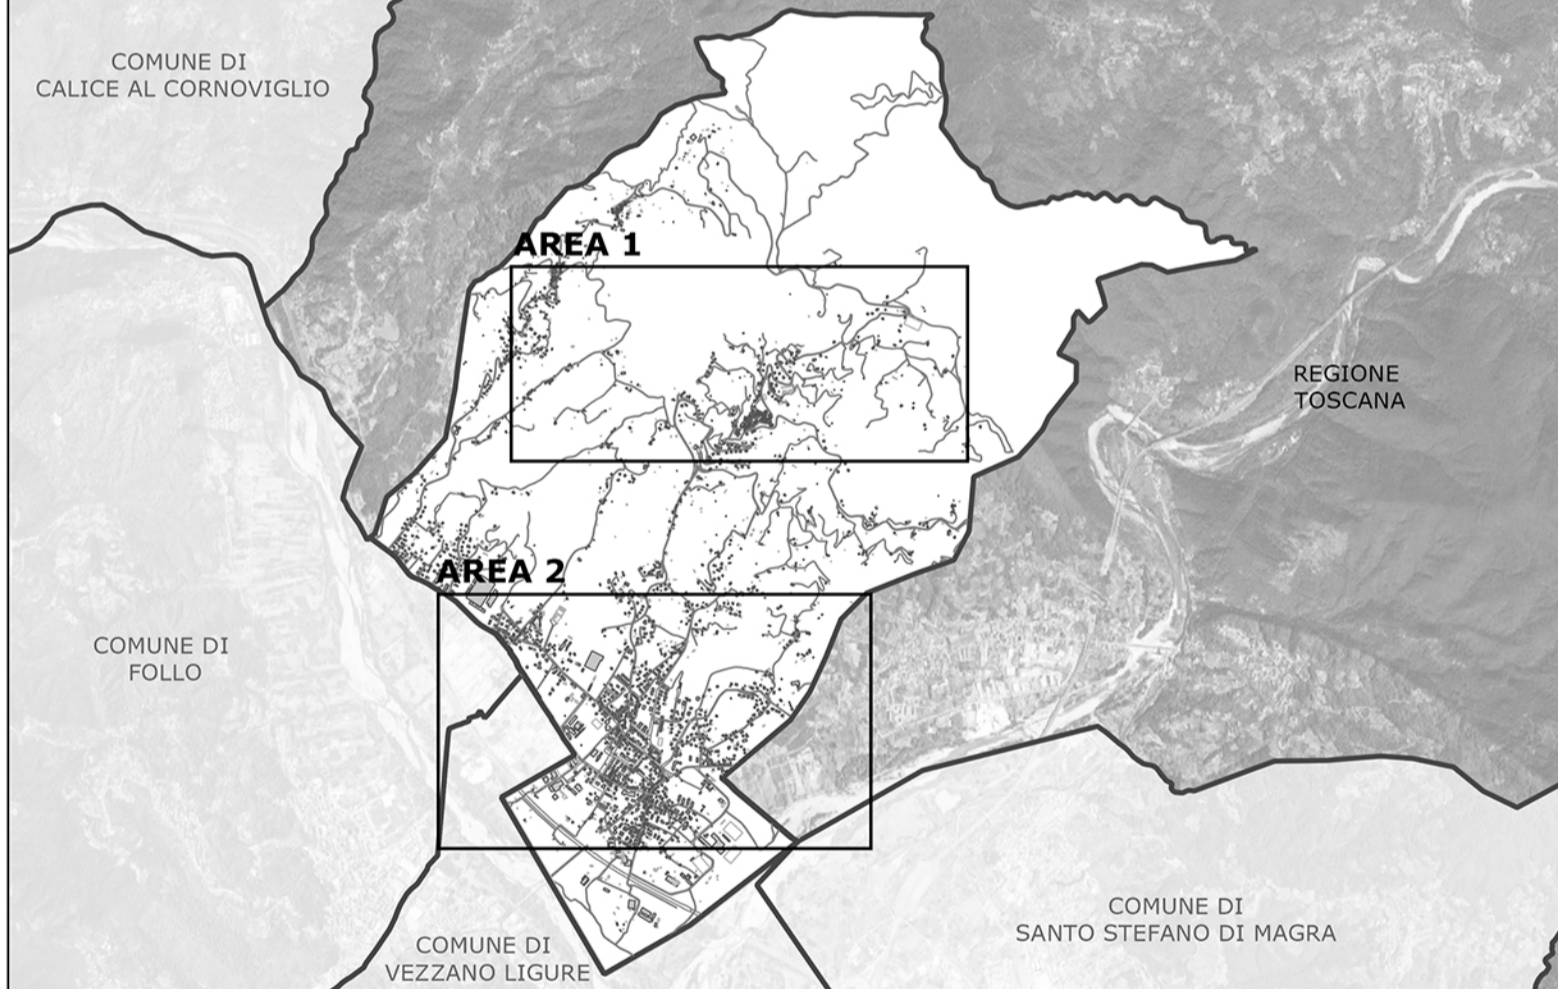 COMUNE DI
CALICE AL CORNOVIGLIO
AREA 1
REGIONE
TOSCANA
AREA 2
COMUNE DI
FOLLO
COMUNE DI
SANTO STEFANO DI MAGRA
COMUNE DI
VEZZANO LIGURE